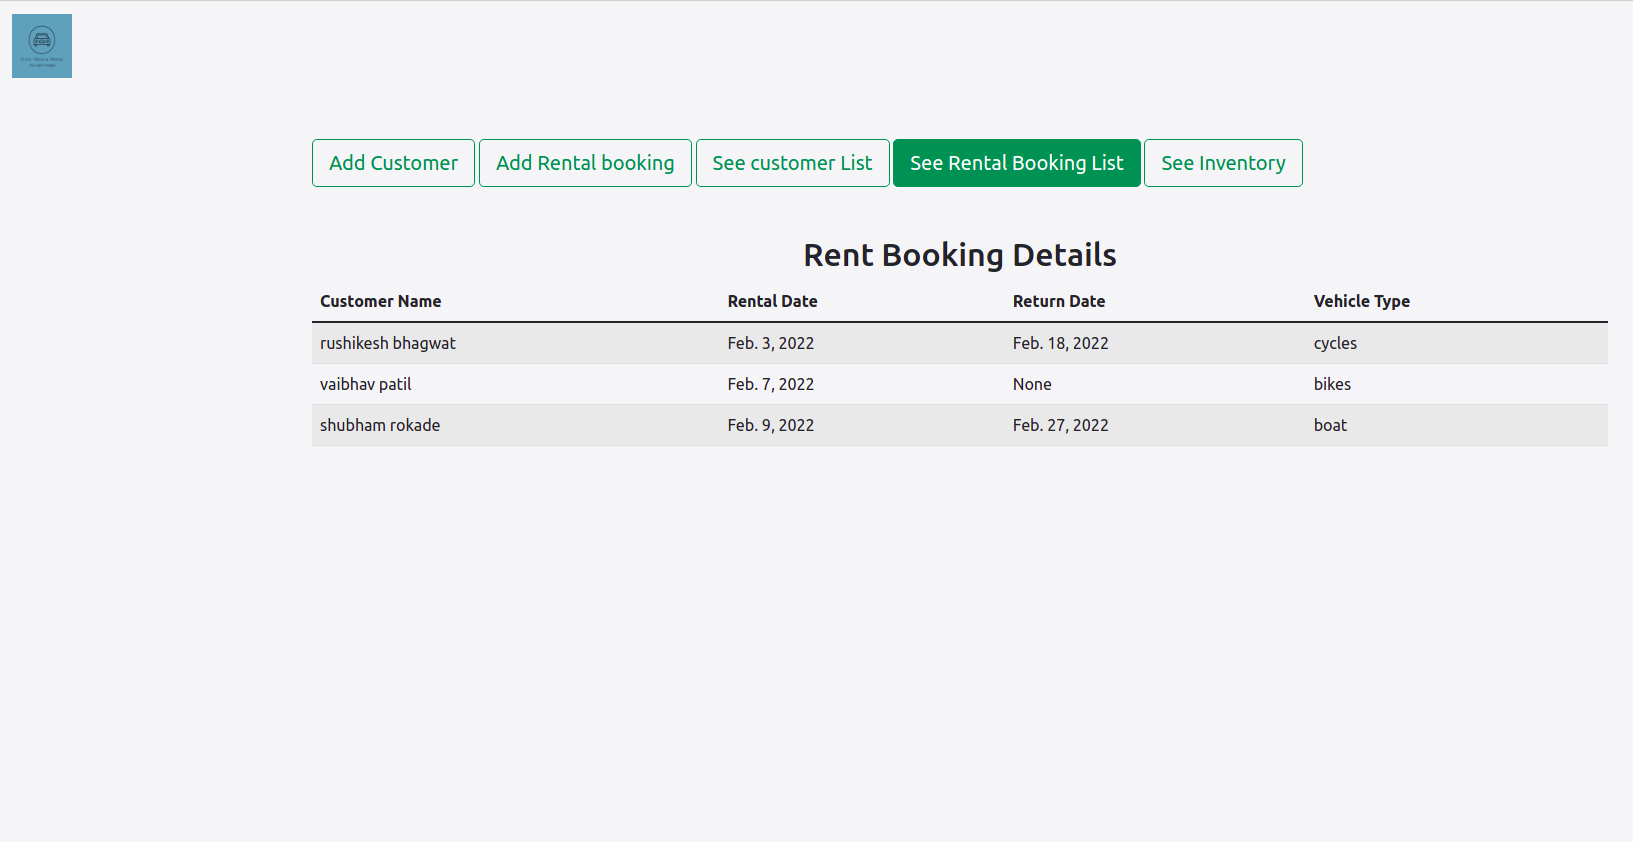 Add Customer Add Rental booking See customer List See Rental Booking List See Inventory
Rent Booking Details
Customer Name Rental Date Return Date Vehicle Type
rushikesh bhagwat Feb. 3, 2022 Feb. 18, 2022 cycles
vaibhav patil Feb. 7, 2022 None bikes
shubham rokade Feb. 9, 2022 Feb. 27, 2022 boat